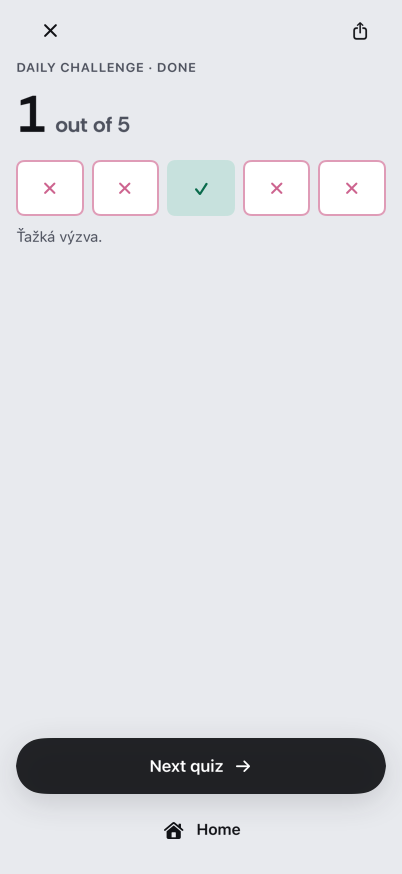 DAILY CHALLENGE · DONE
1 out of 5
Ťažká výzva.
Next quiz
Home